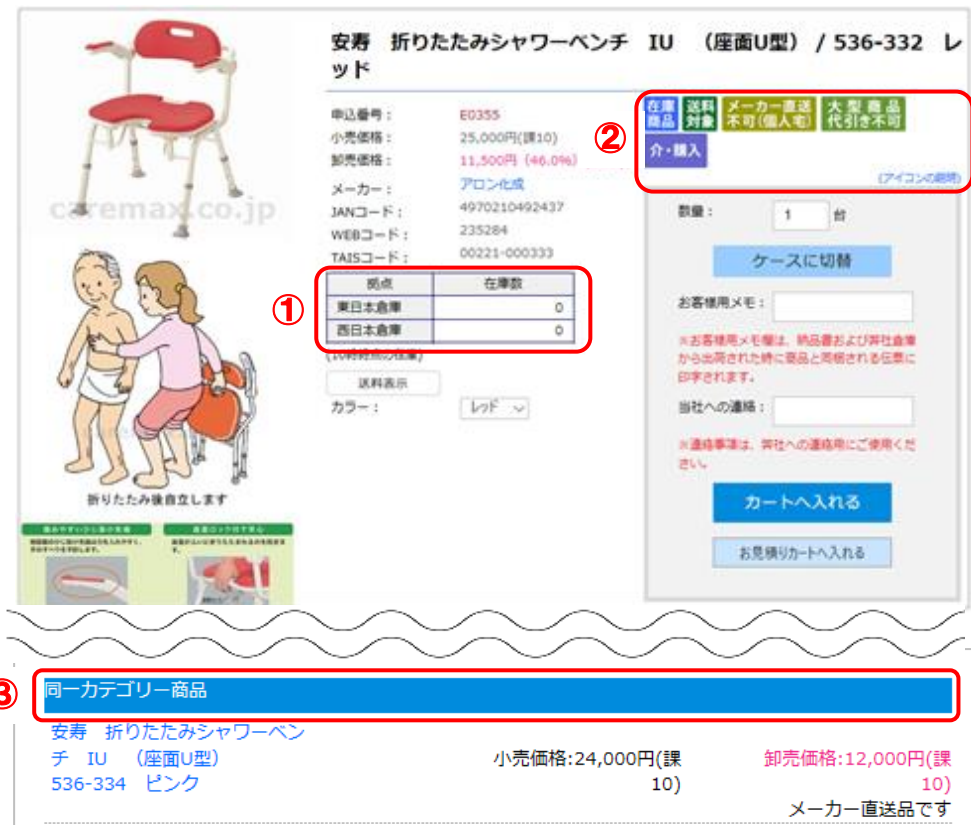 安寿　折りたたみシャワーベンチ　IU　（座面U型） / 536-332　レ
ッド
caremax.co.jp
申込番号：　E0355
小売価格：　25,000円(課10)
卸売価格：　11,500円 (46.0%)
メーカー：　アロン化成
JANコード：　4970210492437
WEBコード：　235284
TAISコード：　00221-000333
①
拠点　在庫数
東日本倉庫　0
西日本倉庫　0
送料表示
カラー：　レッド
②
在庫商品　送料対象　メーカー直送不可(個人宅)　大型商品代引き不可
介・購入
(アイコンの説明)
数量：　1　台
ケースに切替
お客様用メモ：
※お客様用メモ欄は、納品書および弊社倉庫
から出荷された時に商品と同梱される伝票に
印字されます。
当社への連絡：
※連絡事項は、弊社への連絡用にご使用くだ
さい。
カートへ入れる
お見積りカートへ入れる
折りたたみ後自立します
③
同一カテゴリー商品
安寿　折りたたみシャワーベン
チ　IU　（座面U型）
536-334　ピンク
小売価格:24,000円(課
10)
卸売価格:12,000円(課
10)
メーカー直送品です